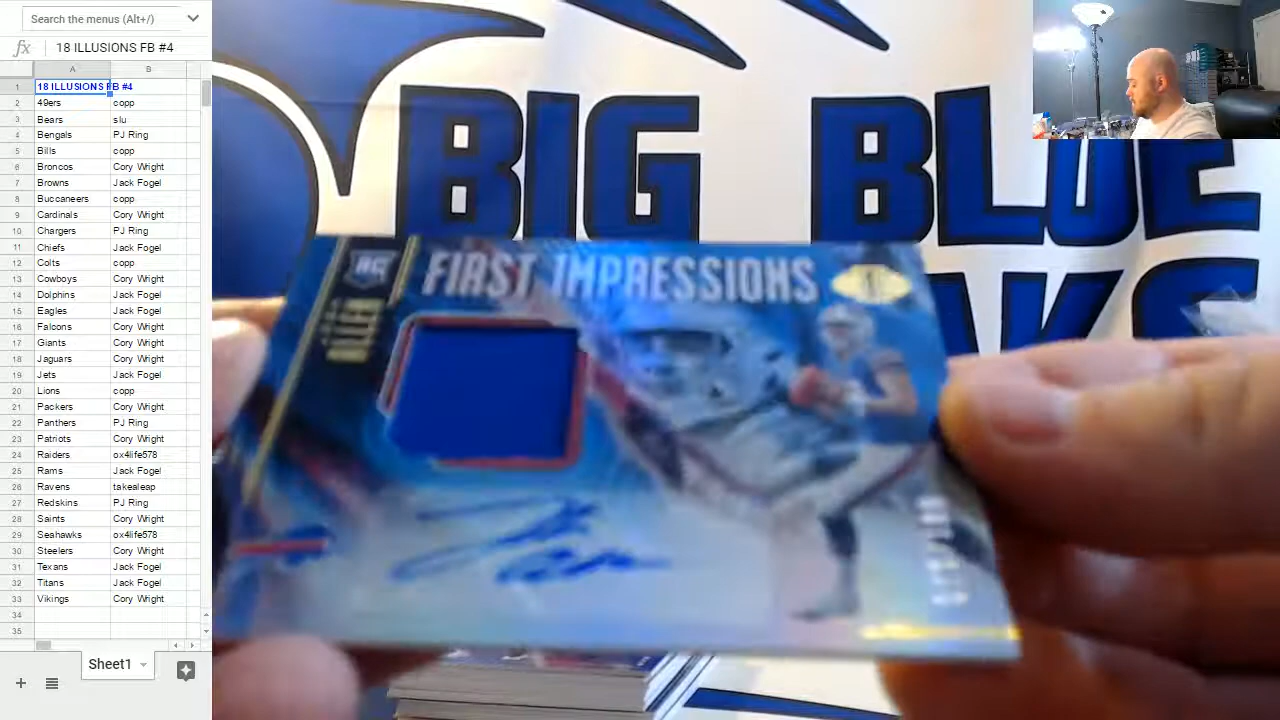 Search the menus (Alt+/)
fx 18 ILLUSIONS FB #4
A B
1 18 ILLUSIONS FB #4
2 49ers copp
3 Bears slu
4 Bengals PJ Ring
5 Bills copp
6 Broncos Cory Wright
7 Browns Jack Fogel
8 Buccaneers copp
9 Cardinals Cory Wright
10 Chargers PJ Ring
11 Chiefs Jack Fogel
12 Colts copp
13 Cowboys Cory Wright
14 Dolphins Jack Fogel
15 Eagles Jack Fogel
16 Falcons Cory Wright
17 Giants Cory Wright
18 Jaguars Cory Wright
19 Jets Jack Fogel
20 Lions copp
21 Packers Cory Wright
22 Panthers PJ Ring
23 Patriots Cory Wright
24 Raiders ox4life578
25 Rams Jack Fogel
26 Ravens takealeap
27 Redskins PJ Ring
28 Saints Cory Wright
29 Seahawks ox4life578
30 Steelers Cory Wright
31 Texans Jack Fogel
32 Titans Jack Fogel
33 Vikings Cory Wright
34
35
Sheet1
BIG BLUE
FIRST IMPRESSIONS